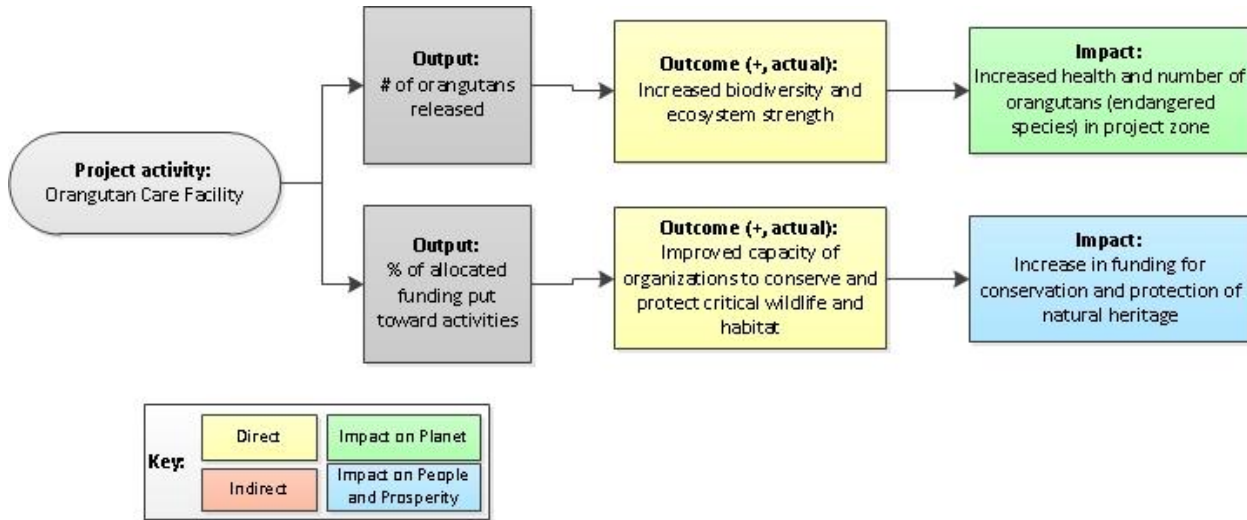 Project activity:
Orangutan Care Facility
Output:
# of orangutans
released
Outcome (+, actual):
Increased biodiversity and
ecosystem strength
Impact:
Increased health and number of
orangutans (endangered
species) in project zone
Output:
% of allocated
funding put
toward activities
Outcome (+, actual):
Improved capacity of
organizations to conserve and
protect critical wildlife and
habitat
Impact:
Increase in funding for
conservation and protection of
natural heritage
Key:
Direct
Impact on Planet
Indirect
Impact on People
and Prosperity